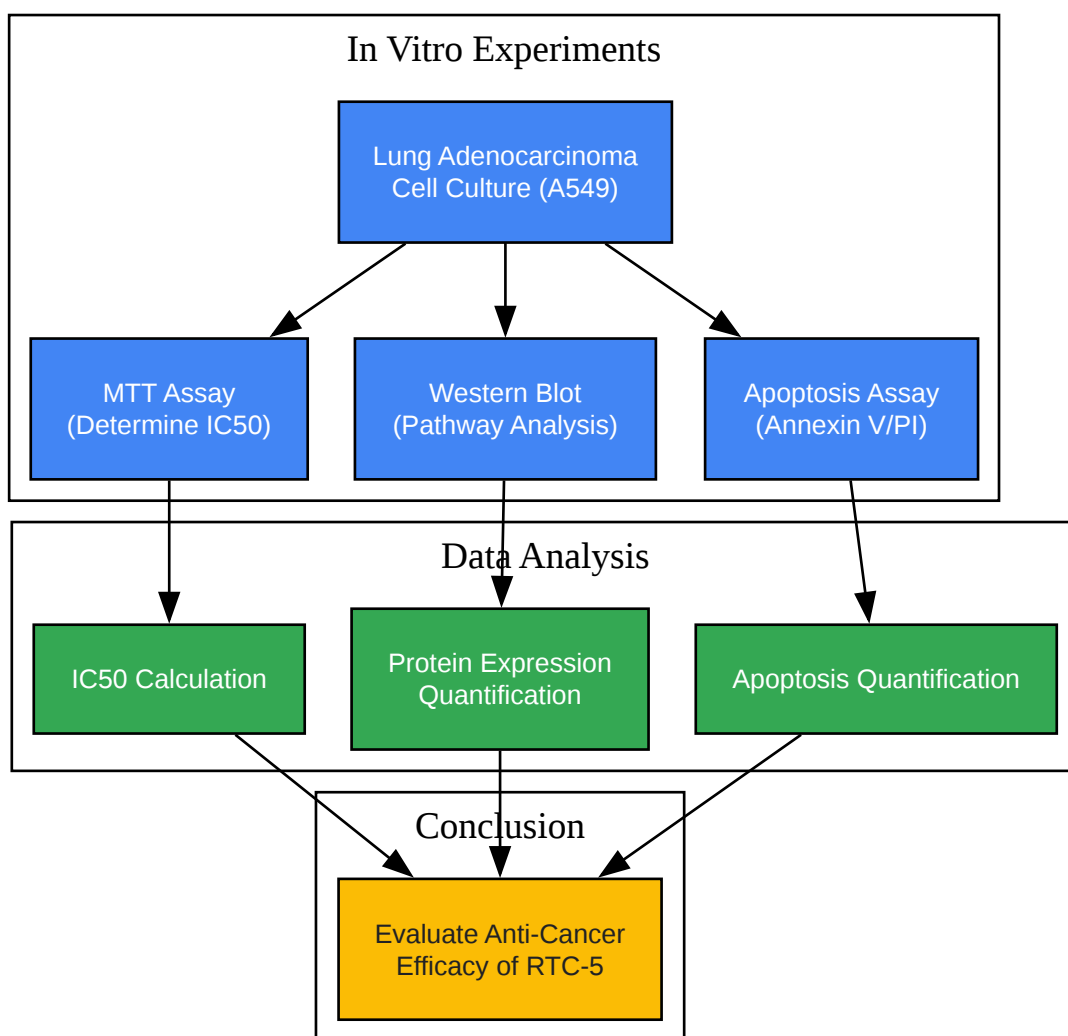 In Vitro Experiments
Lung Adenocarcinoma
Cell Culture (A549)
MTT Assay
(Determine IC50)
Western Blot
(Pathway Analysis)
Apoptosis Assay
(Annexin V/PI)
Data Analysis
IC50 Calculation
Protein Expression
Quantification
Apoptosis Quantification
Conclusion
Evaluate Anti-Cancer
Efficacy of RTC-5